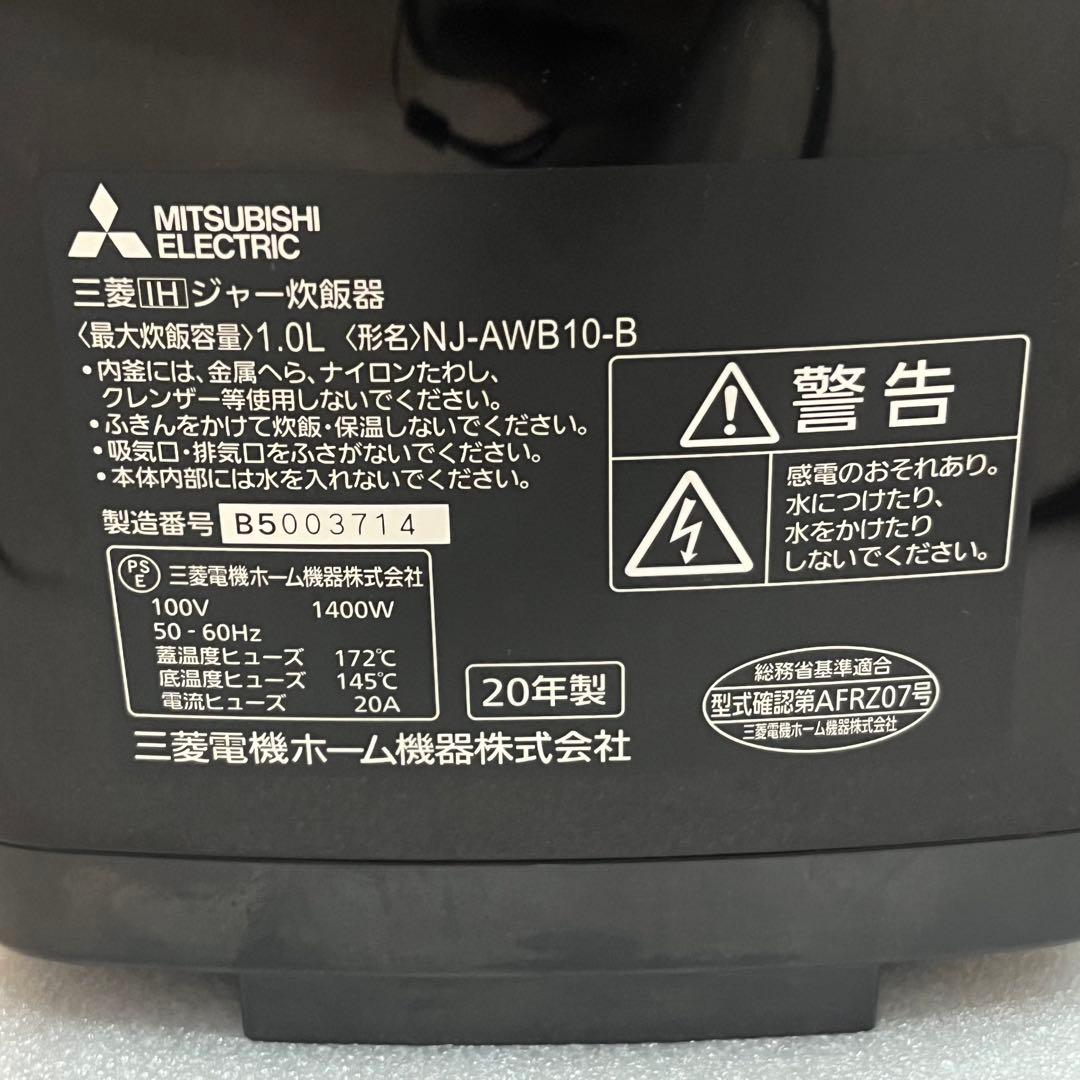 MITSUBISHI
ELECTRIC
三菱IHジャー炊飯器
〈最大炊飯容量〉1.0L 〈形名〉NJ-AWB10-B
•内釜には、金属へら、ナイロンたわし、
クレンザー等使用しないでください。
•ふきんをかけて炊飯・保温しないでください。
•吸気口・排気口をふさがないでください。
•本体内部には水を入れないでください。
製造番号 B5003714
PSE 三菱電機ホーム機器株式会社
100V 1400W
50-60Hz
蓋温度ヒューズ 172℃
底温度ヒューズ 145℃
電流ヒューズ 20A
20年製
三菱電機ホーム機器株式会社
警告
感電のおそれあり。
水につけたり、
水をかけたり
しないでください。
総務省基準適合
型式確認第AFRZ07号
三菱電機ホーム機器株式会社